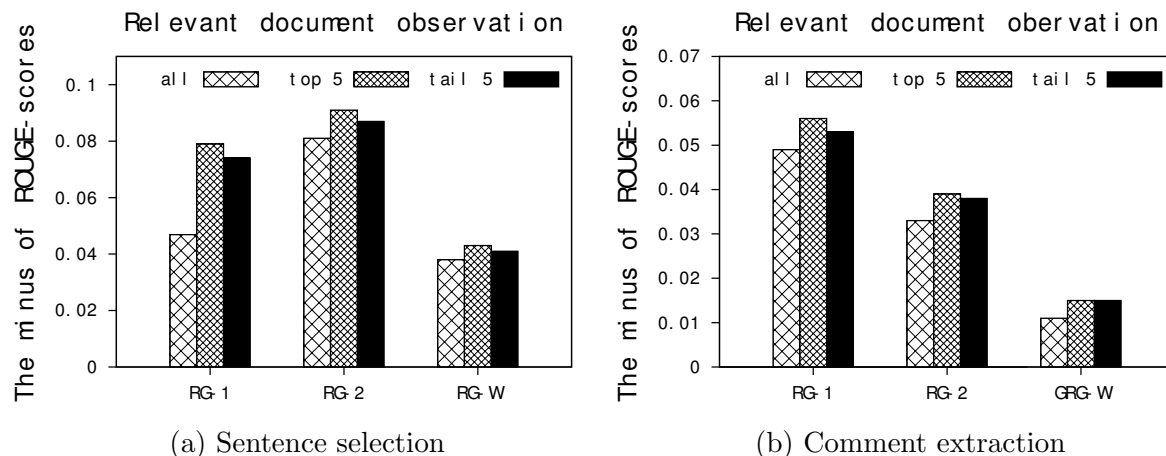 Relevant document observation
The minus of ROUGE-scores
0.1
0.08
0.06
0.04
0.02
0
all top 5 tail 5
RG-1 RG-2 RG-W
(a) Sentence selection
Relevant document obervation
The minus of ROUGE-scores
0.07
0.06
0.05
0.04
0.03
0.02
0.01
0
all top 5 tail 5
RG-1 RG-2 GRG-W
(b) Comment extraction